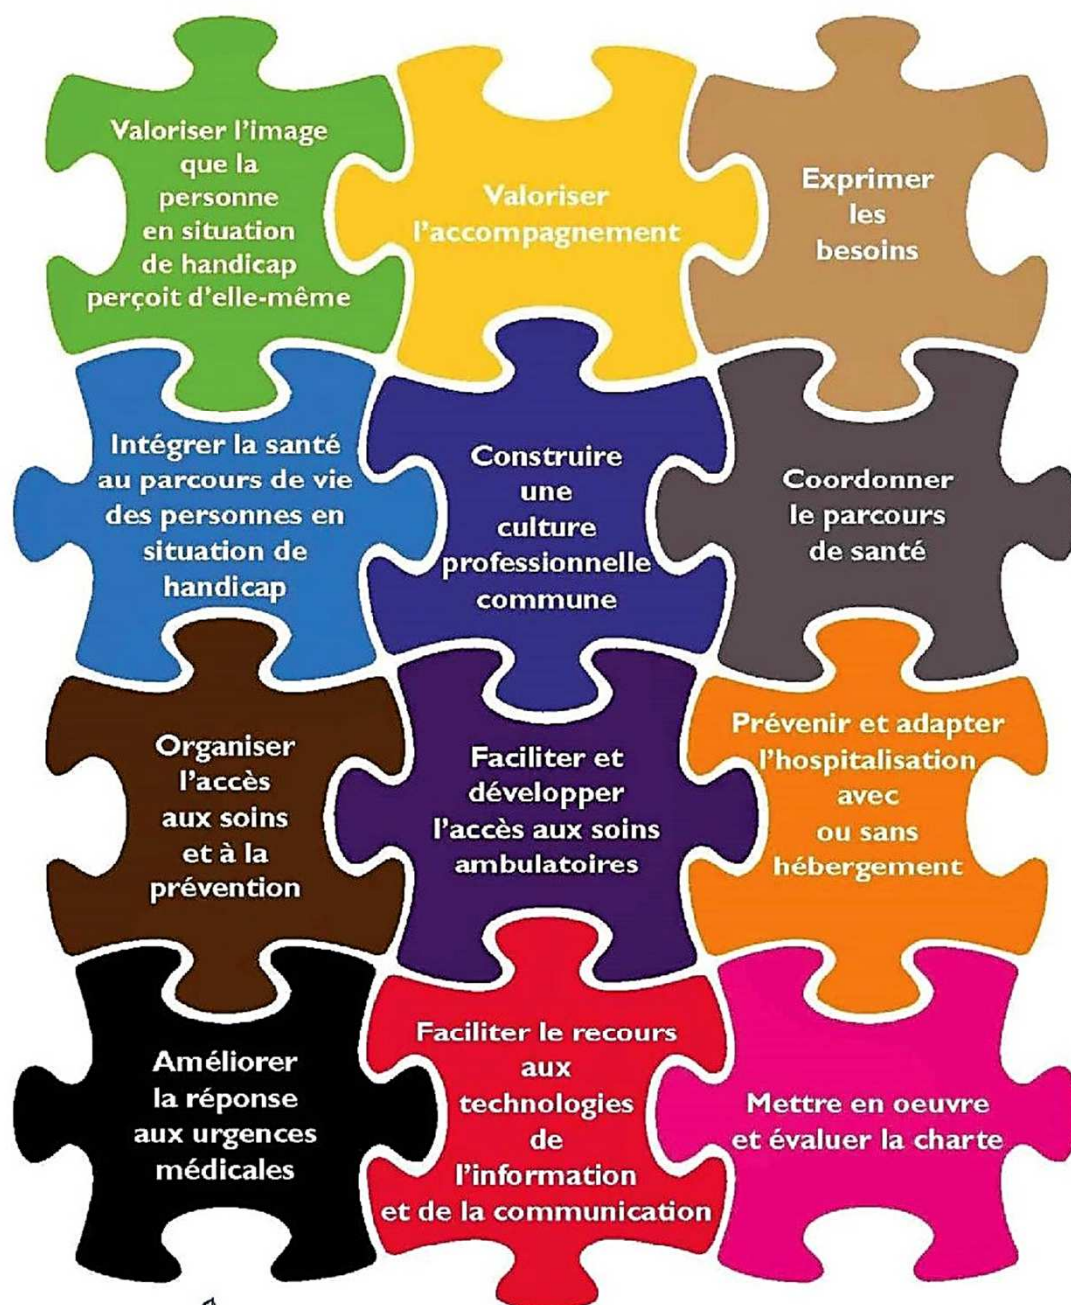 Valoriser l'image
que la
personne
en situation
de handicap
perçoit d'elle-même
Valoriser
l'accompagnement
Exprimer
les
besoins
Intégrer la santé
au parcours de vie
des personnes en
situation de
handicap
Construire
une
culture
professionnelle
commune
Coordonner
le parcours
de santé
Organiser
l'accès
aux soins
et à la
prévention
Faciliter et
développer
l'accès aux soins
ambulatoires
Prévenir et adapter
l'hospitalisation
avec
ou sans
hébergement
Améliorer
la réponse
aux urgences
médicales
Faciliter le recours
aux
technologies
de
l'information
et de la communication
Mettre en oeuvre
et évaluer la charte